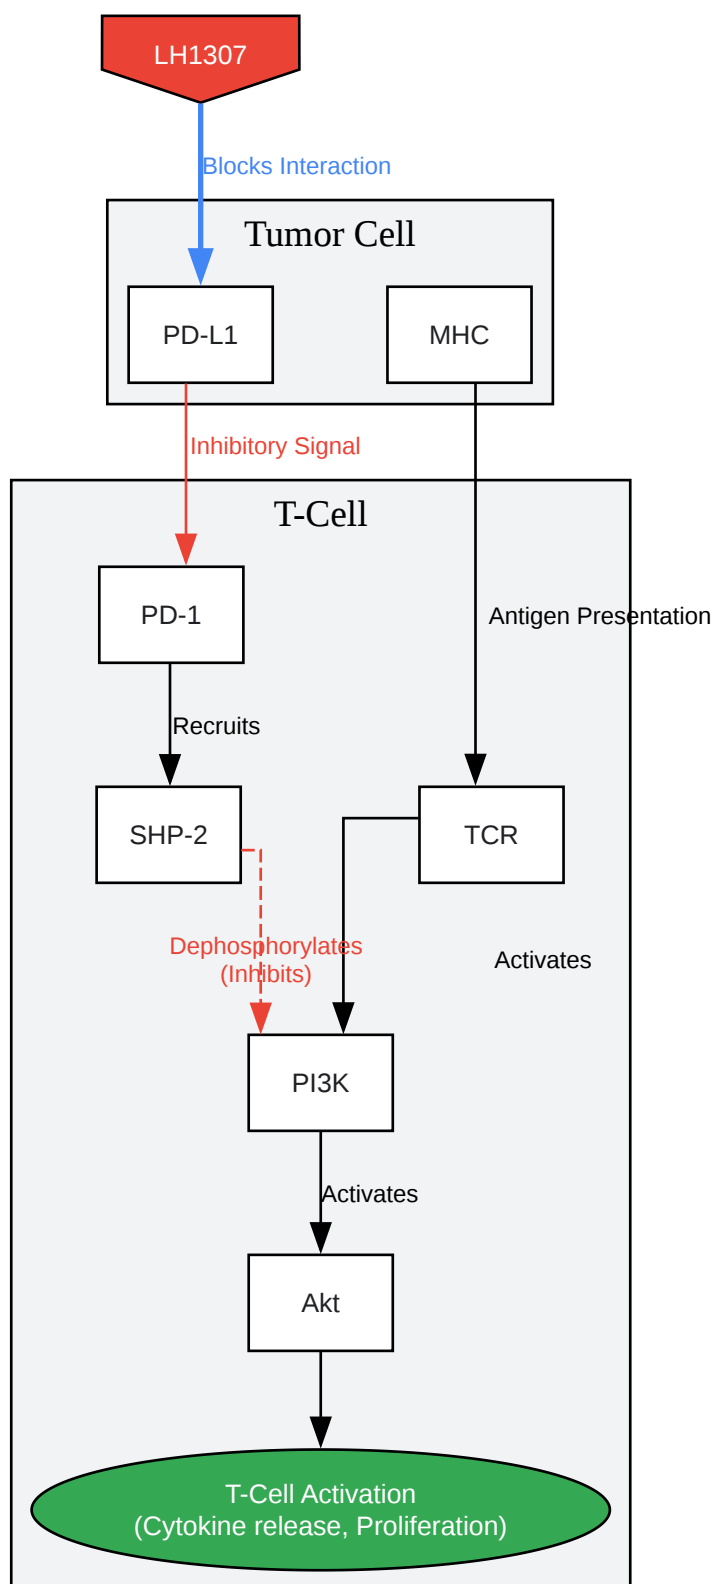 LH1307
Blocks Interaction
Tumor Cell
PD-L1
MHC
Inhibitory Signal
T-Cell
PD-1
Antigen Presentation
Recruits
SHP-2
TCR
Dephosphorylates
(Inhibits)
Activates
PI3K
Activates
Akt
T-Cell Activation
(Cytokine release, Proliferation)